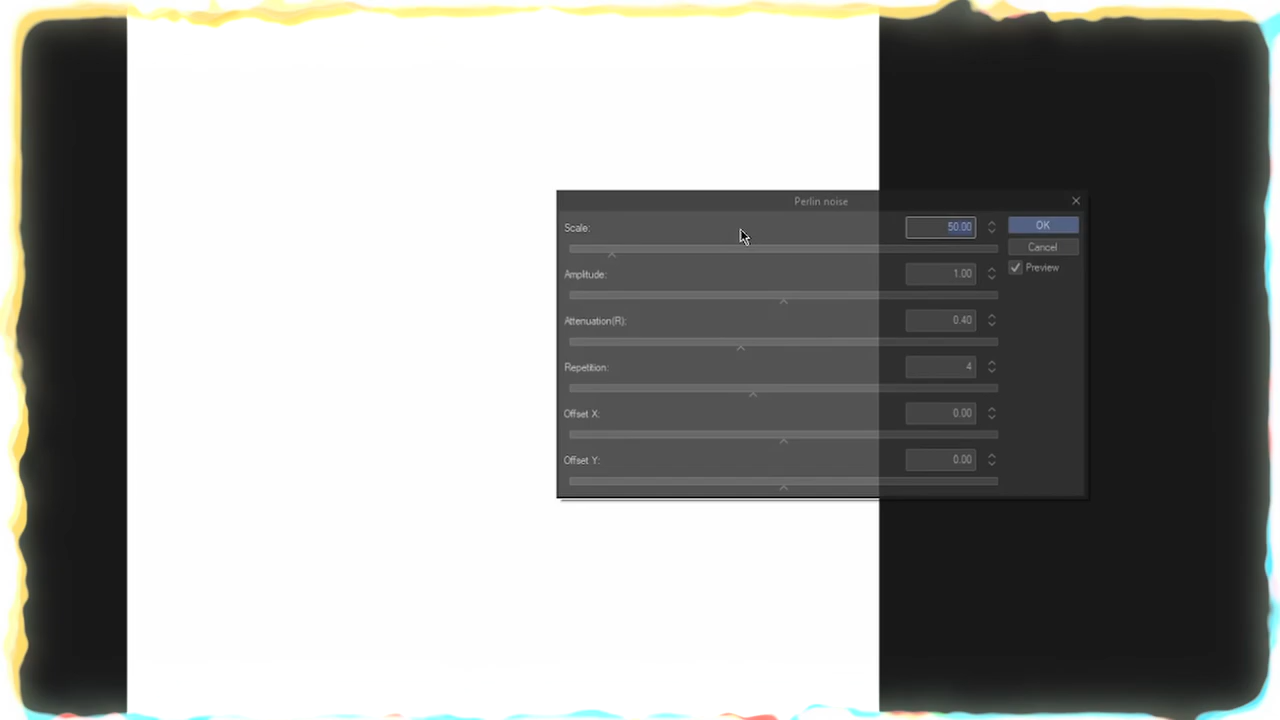 Perlin noise
Scale: 50.00
OK
Cancel
Preview
Amplitude: 1.00
Attenuation(R): 0.40
Repetition: 4
Offset X: 0.00
Offset Y: 0.00